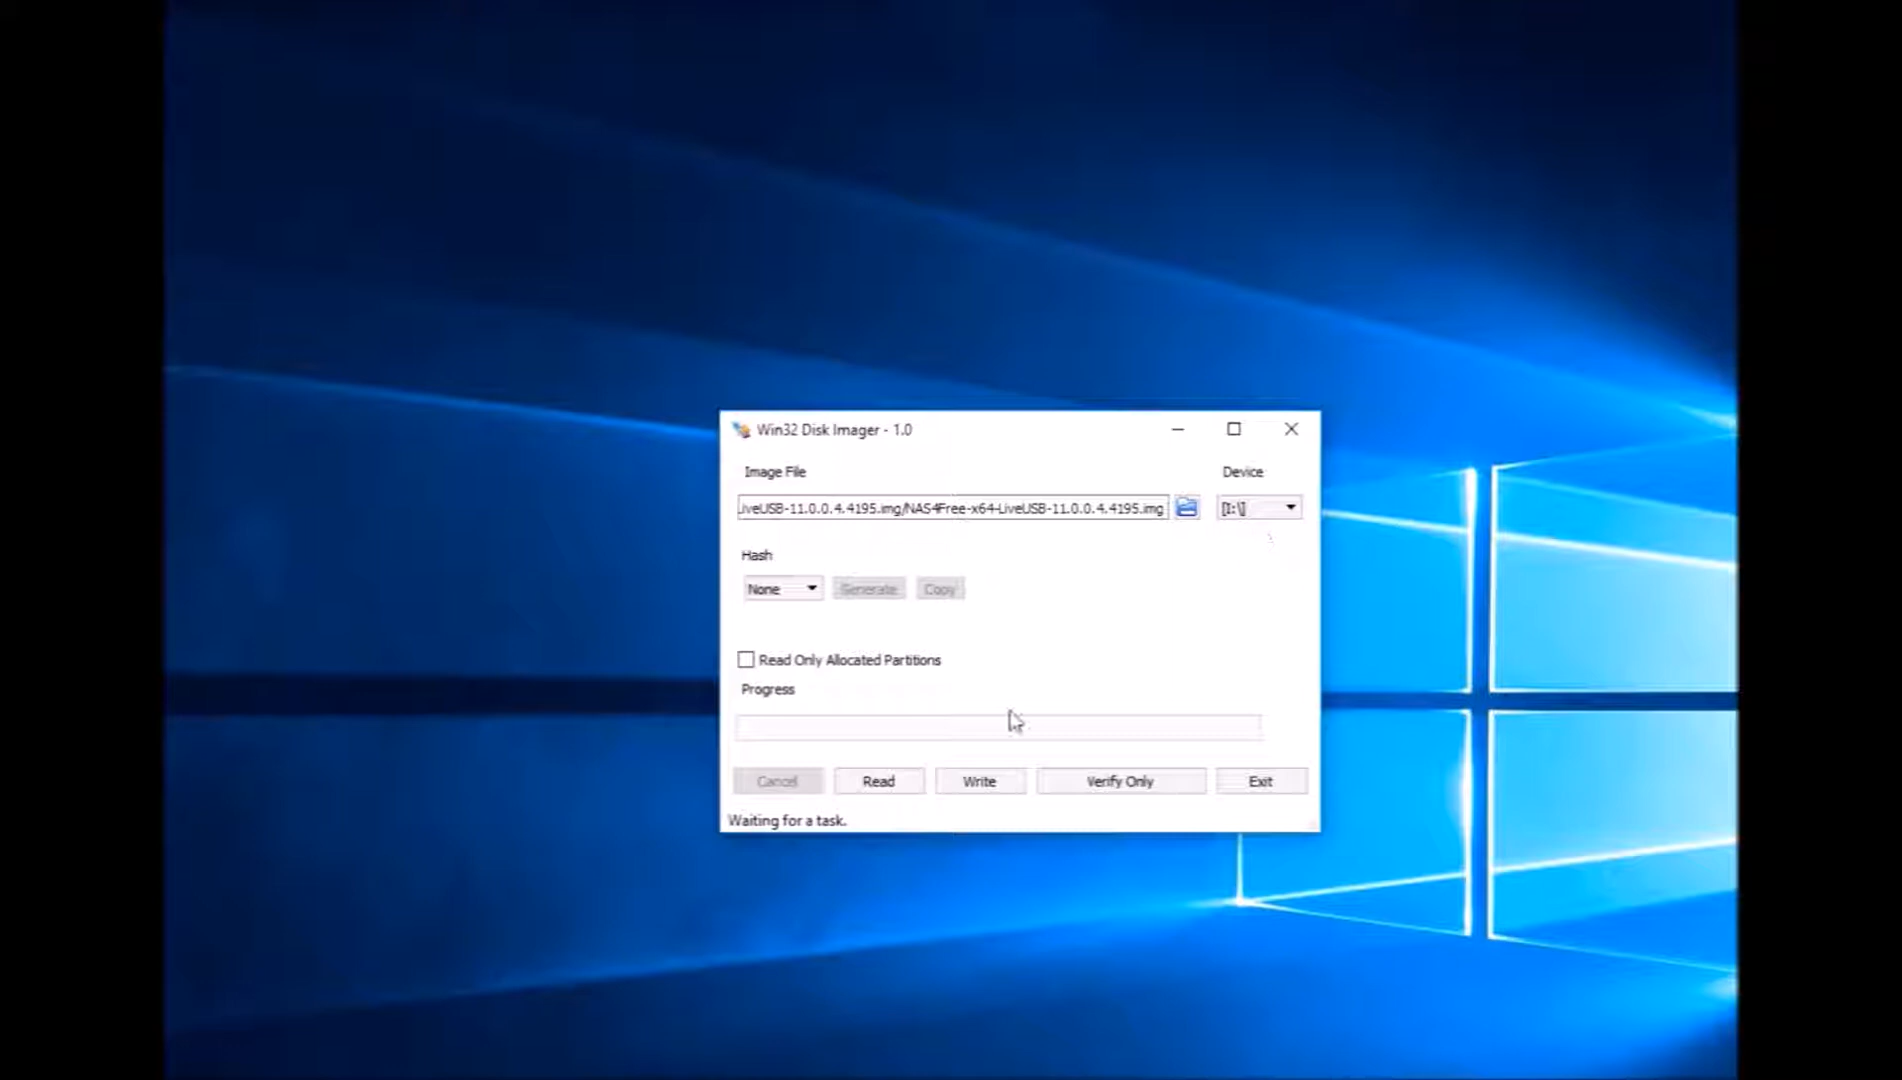 Win32 Disk Imager - 1.0
Image File
Device
iveUSB-11.0.0.4.4195.img/NAS4Free-x64-LiveUSB-11.0.0.4.4195.img
[I:\]
Hash
None
Generate
Copy
Read Only Allocated Partitions
Progress
Cancel
Read
Write
Verify Only
Exit
Waiting for a task.